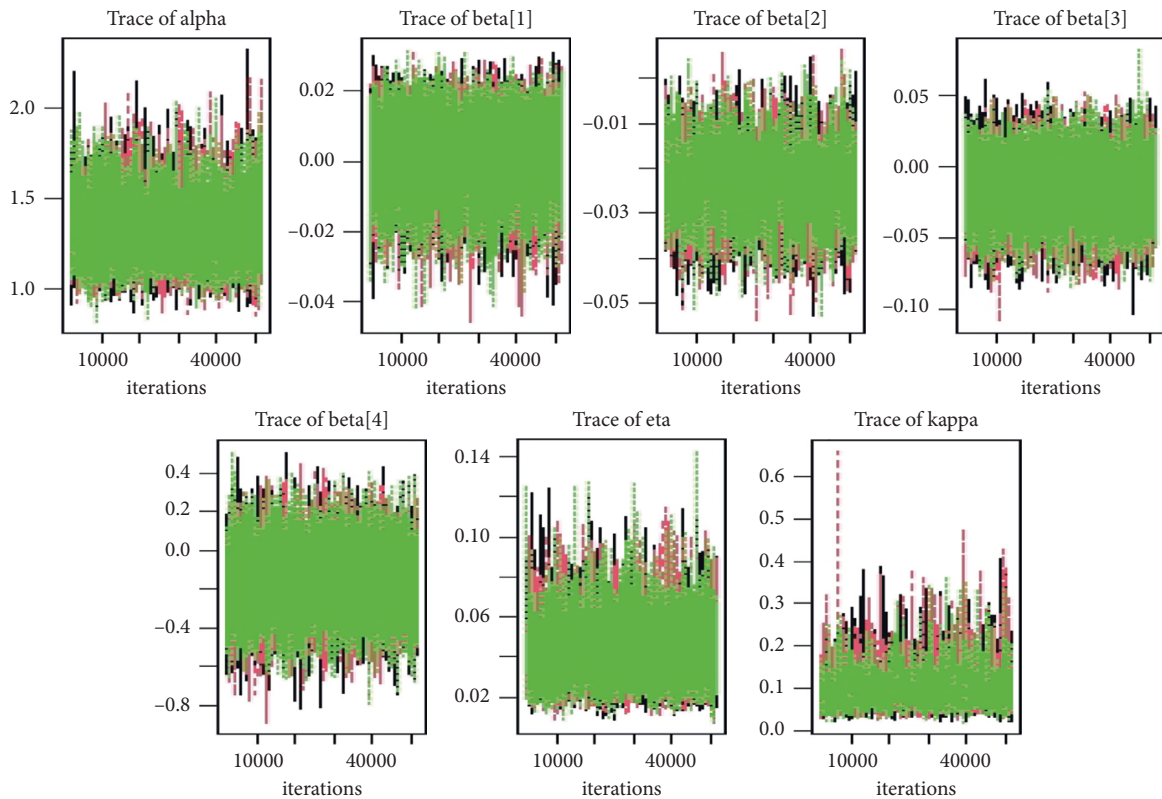 Trace of alpha
Trace of beta[1]
Trace of beta[2]
Trace of beta[3]
2.0
1.5
1.0
10000 40000
iterations
0.02
0.00
−0.02
−0.04
10000 40000
iterations
−0.01
−0.03
−0.05
10000 40000
iterations
0.05
0.00
−0.05
−0.10
10000 40000
iterations
Trace of beta[4]
Trace of eta
Trace of kappa
0.4
0.2
0.0
−0.4
−0.8
10000 40000
iterations
0.14
0.10
0.06
0.02
10000 40000
iterations
0.6
0.5
0.4
0.3
0.2
0.1
0.0
10000 40000
iterations